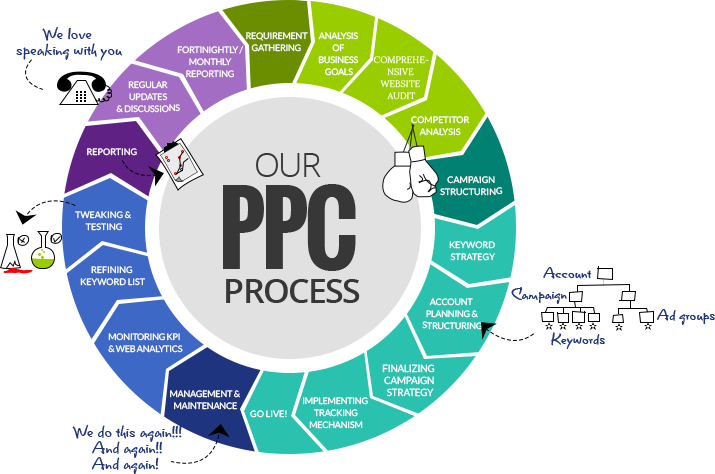 OUR
PPC
PROCESS
REQUIREMENT
GATHERING
ANALYSIS
OF
BUSINESS
GOALS
COMPREHE-
NSIVE
WEBSITE
AUDIT
COMPETITOR
ANALYSIS
CAMPAIGN
STRUCTURING
KEYWORD
STRATEGY
ACCOUNT
PLANNING &
STRUCTURING
Account
Campaign
Ad groups
Keywords
FINALIZING
CAMPAIGN
STRATEGY
IMPLEMENTING
TRACKING
MECHANISM
GO LIVE!
MANAGEMENT &
MAINTENANCE
We do this again!!!
And again!!
And again!
MONITORING KPI
& WEB ANALYTICS
REFINING
KEYWORD LIST
TWEAKING &
TESTING
REPORTING
REGULAR
UPDATES
& DISCUSSIONS
We love
speaking with you
FORTNIGHTLY/
MONTHLY
REPORTING